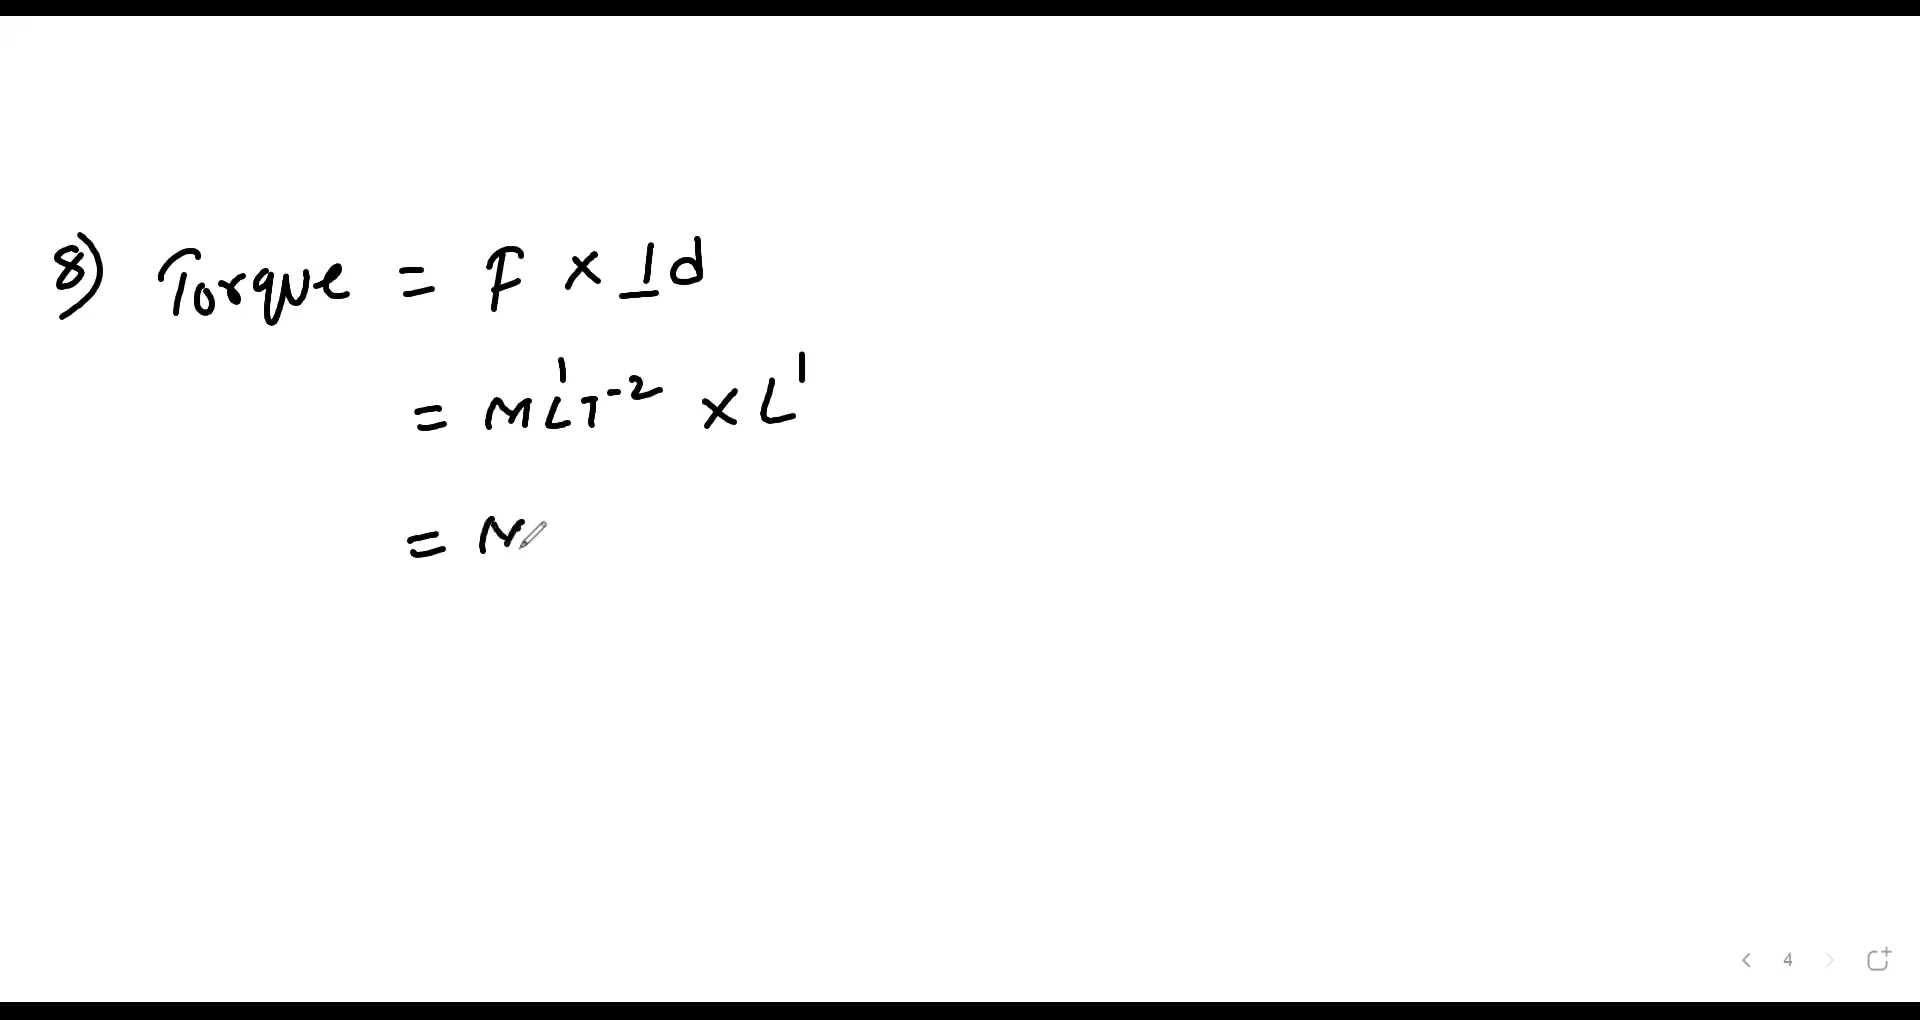 8) Torque = F × ⊥d
= ML¹T⁻² × L¹
= M
4